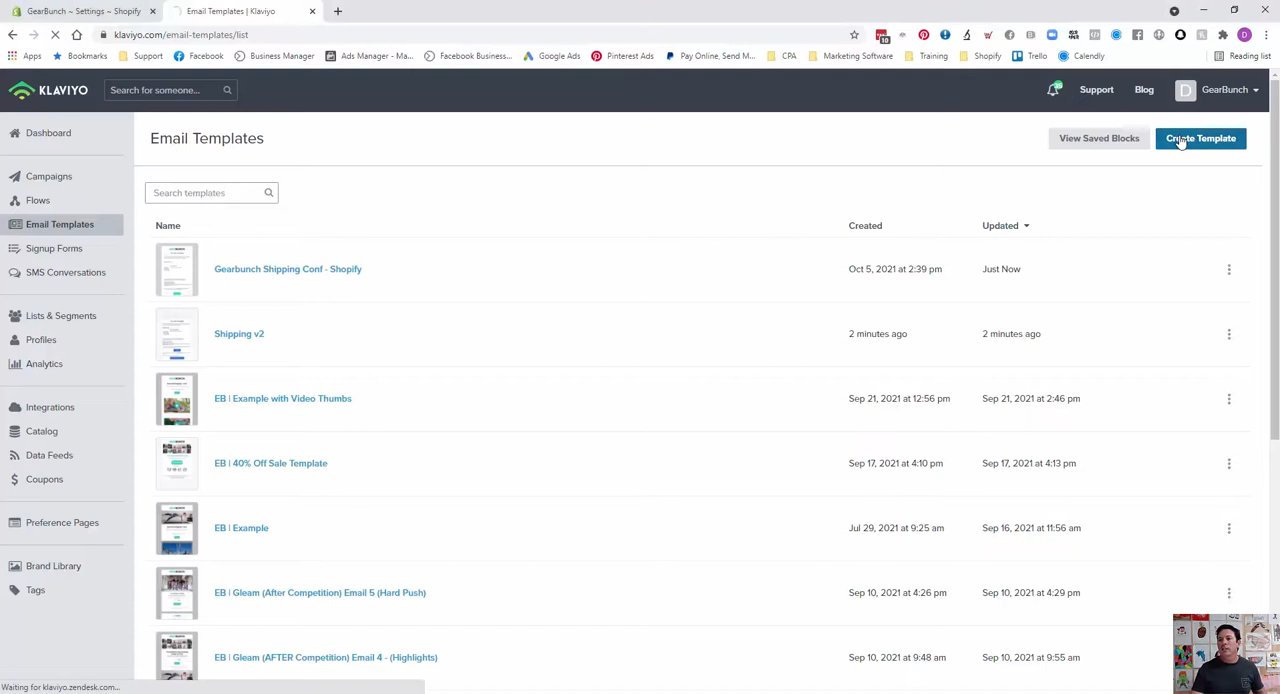 GearBunch ~ Settings ~ Shopify
Email Templates | Klaviyo
klaviyo.com/email-templates/list
10
D
Apps
Bookmarks
Support
Facebook
Business Manager
Ads Manager - Ma...
Facebook Business...
Google Ads
Pinterest Ads
Pay Online, Send M...
CPA
Marketing Software
Training
Shopify
Trello
Calendly
Reading list
KLAVIYO
Search for someone...
Support
Blog
D
GearBunch
Dashboard
Campaigns
Flows
Email Templates
Signup Forms
SMS Conversations
Lists & Segments
Profiles
Analytics
Integrations
Catalog
Data Feeds
Coupons
Preference Pages
Brand Library
Tags
Email Templates
View Saved Blocks
Create Template
Search templates
Name Created Updated
Gearbunch Shipping Conf - Shopify Oct 5, 2021 at 2:39 pm Just Now
Shipping v2 2 minutes ago 2 minutes ago
EB | Example with Video Thumbs Sep 21, 2021 at 12:56 pm Sep 21, 2021 at 2:46 pm
EB | 40% Off Sale Template Sep 17, 2021 at 4:10 pm Sep 17, 2021 at 4:13 pm
EB | Example Jul 29, 2021 at 9:25 am Sep 16, 2021 at 11:56 am
EB | Gleam (After Competition) Email 5 (Hard Push) Sep 10, 2021 at 4:26 pm Sep 10, 2021 at 4:29 pm
EB | Gleam (AFTER Competition) Email 4 - (Highlights) Sep 10, 2021 at 9:48 am Sep 10, 2021 at 9:55 am
Waiting for klaviyo.zendesk.com...